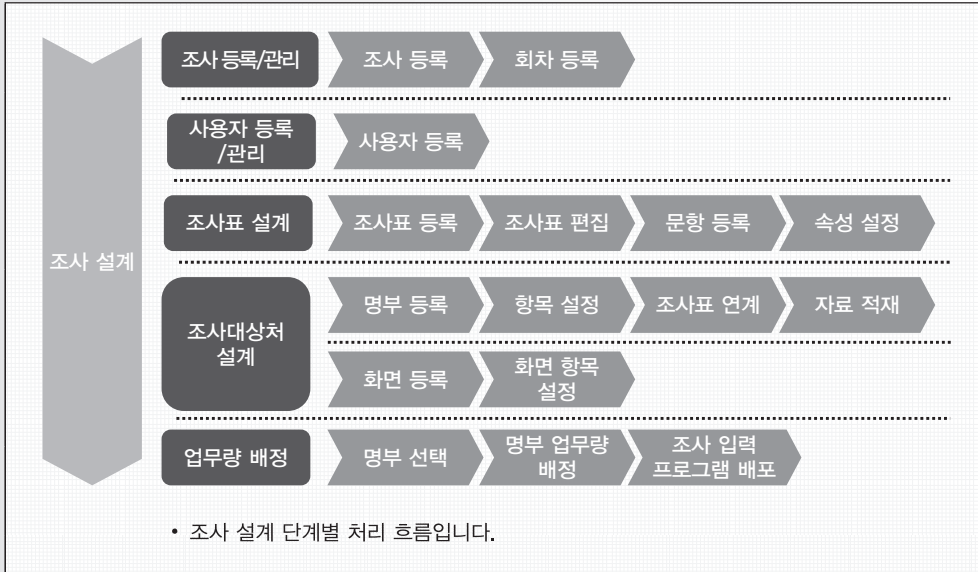 조사 설계
조사 등록/관리
조사 등록
회차 등록
사용자 등록
/관리
사용자 등록
조사표 설계
조사표 등록
조사표 편집
문항 등록
속성 설정
조사대상처
설계
명부 등록
항목 설정
조사표 연계
자료 적재
화면 등록
화면 항목
설정
업무량 배정
명부 선택
명부 업무량
배정
조사 입력
프로그램 배포
• 조사 설계 단계별 처리 흐름입니다.